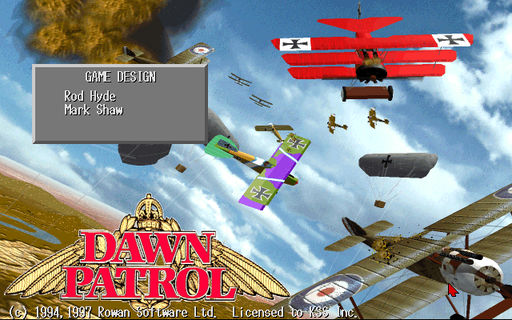 GAME DESIGN
Rod Hyde
Mark Shaw
DAWN
PATROL
(c) 1994,1997 Rowan Software Ltd. Licensed to KSS Inc.